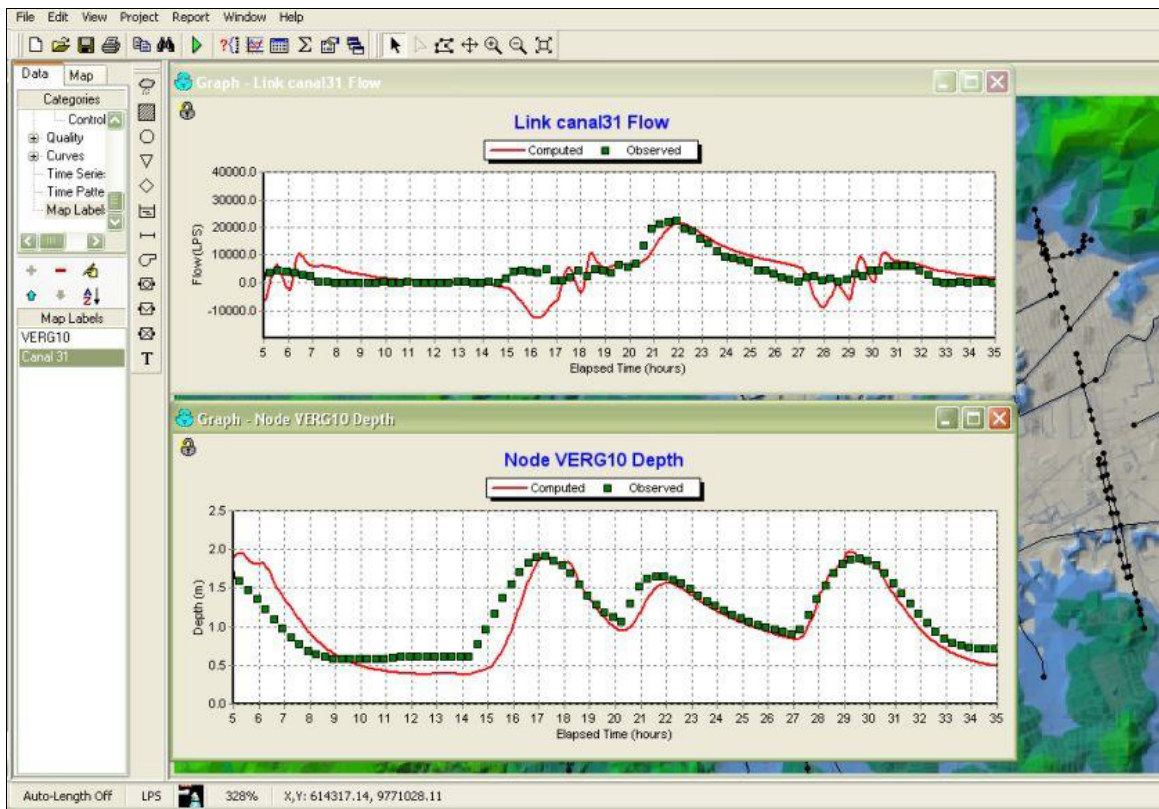 File Edit View Project Report Window Help
Data Map
Categories
Control
Quality
Curves
Time Serie
Time Patte
Map Label
Map Labels
VERG10
Canal 31
T
Graph - Link canal31 Flow
Link canal31 Flow
Computed Observed
Flow (LPS)
40000.0
30000.0
20000.0
10000.0
0.0
-10000.0
5 6 7 8 9 10 11 12 13 14 15 16 17 18 19 20 21 22 23 24 25 26 27 28 29 30 31 32 33 34 35
Elapsed Time (hours)
Graph - Node VERG10 Depth
Node VERG10 Depth
Computed Observed
Depth (m)
2.5
2.0
1.5
1.0
0.5
0.0
5 6 7 8 9 10 11 12 13 14 15 16 17 18 19 20 21 22 23 24 25 26 27 28 29 30 31 32 33 34 35
Elapsed Time (hours)
Auto-Length Off LPS 328% X,Y: 614317.14, 9771028.11